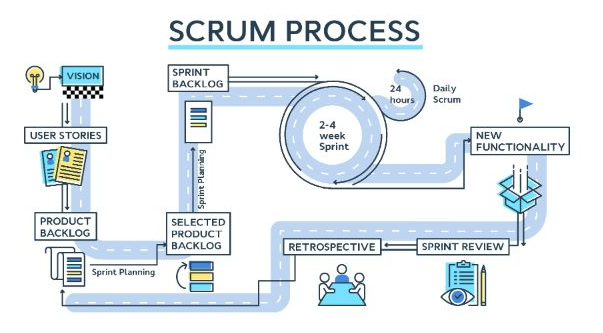 SCRUM PROCESS
VISION
USER STORIES
PRODUCT
BACKLOG
Sprint Planning
SELECTED
PRODUCT
BACKLOG
Sprint Planning
SPRINT
BACKLOG
2-4
week
Sprint
24
hours
Daily
Scrum
NEW
FUNCTIONALITY
SPRINT REVIEW
RETROSPECTIVE